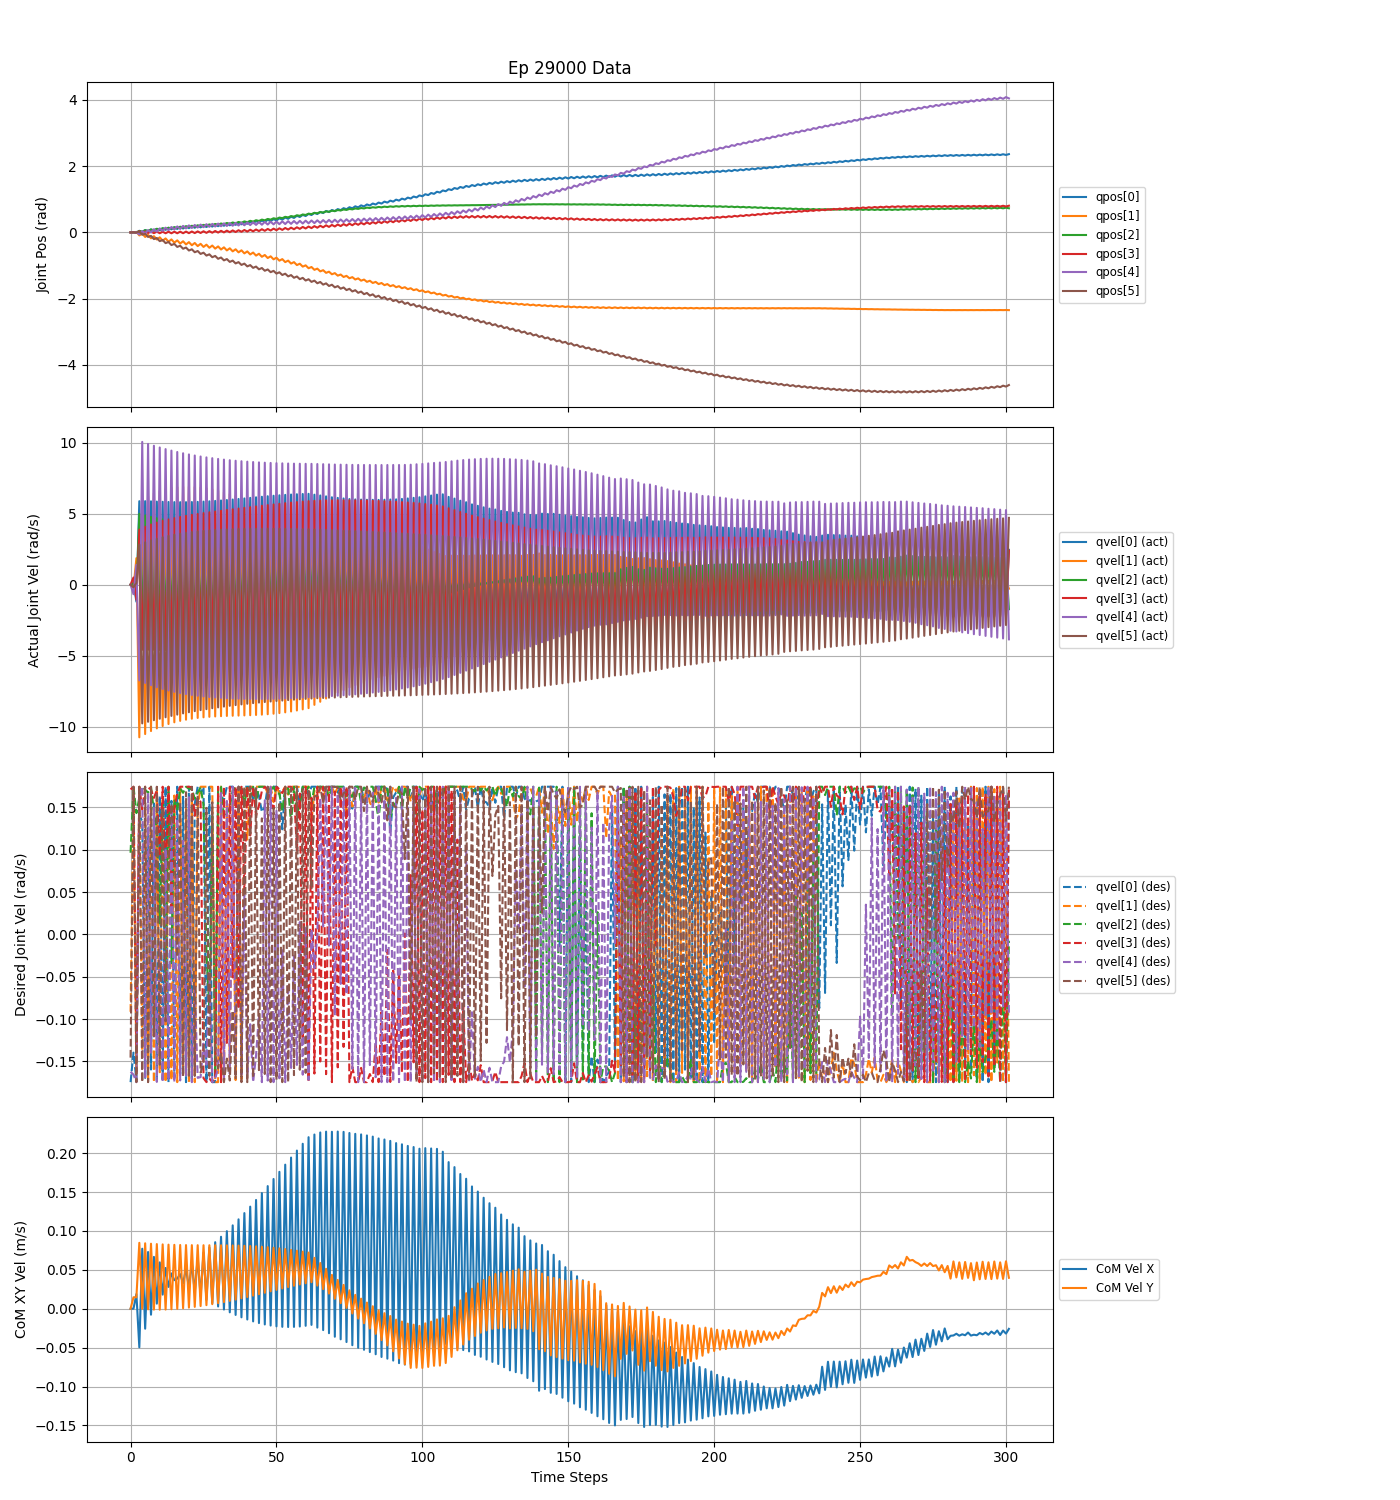 Ep 29000 Data
Joint Pos (rad)
4
2
0
−2
−4
qpos[0]
qpos[1]
qpos[2]
qpos[3]
qpos[4]
qpos[5]
Actual Joint Vel (rad/s)
10
5
0
−5
−10
qvel[0] (act)
qvel[1] (act)
qvel[2] (act)
qvel[3] (act)
qvel[4] (act)
qvel[5] (act)
Desired Joint Vel (rad/s)
0.15
0.10
0.05
0.00
−0.05
−0.10
−0.15
qvel[0] (des)
qvel[1] (des)
qvel[2] (des)
qvel[3] (des)
qvel[4] (des)
qvel[5] (des)
CoM XY Vel (m/s)
0.20
0.15
0.10
0.05
0.00
−0.05
−0.10
−0.15
CoM Vel X
CoM Vel Y
0 50 100 150 200 250 300
Time Steps